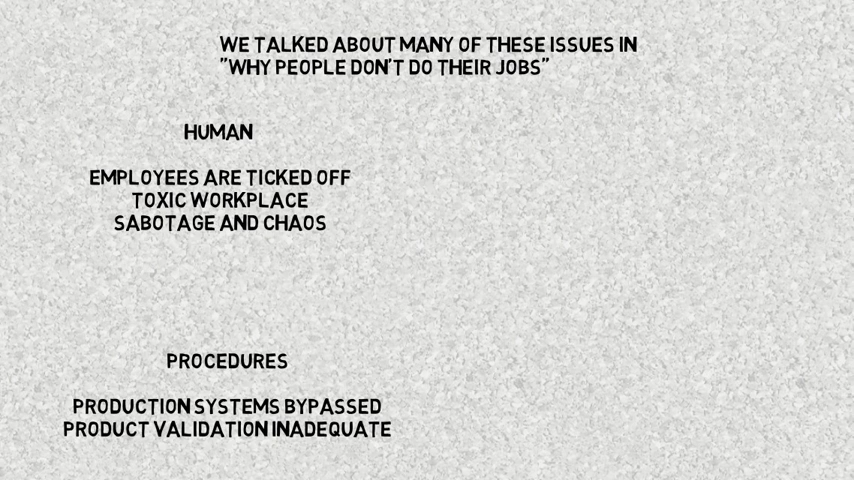 WE TALKED ABOUT MANY OF THESE ISSUES IN
"WHY PEOPLE DON'T DO THEIR JOBS"
HUMAN
EMPLOYEES ARE TICKED OFF
TOXIC WORKPLACE
SABOTAGE AND CHAOS
PROCEDURES
PRODUCTION SYSTEMS BYPASSED
PRODUCT VALIDATION INADEQUATE